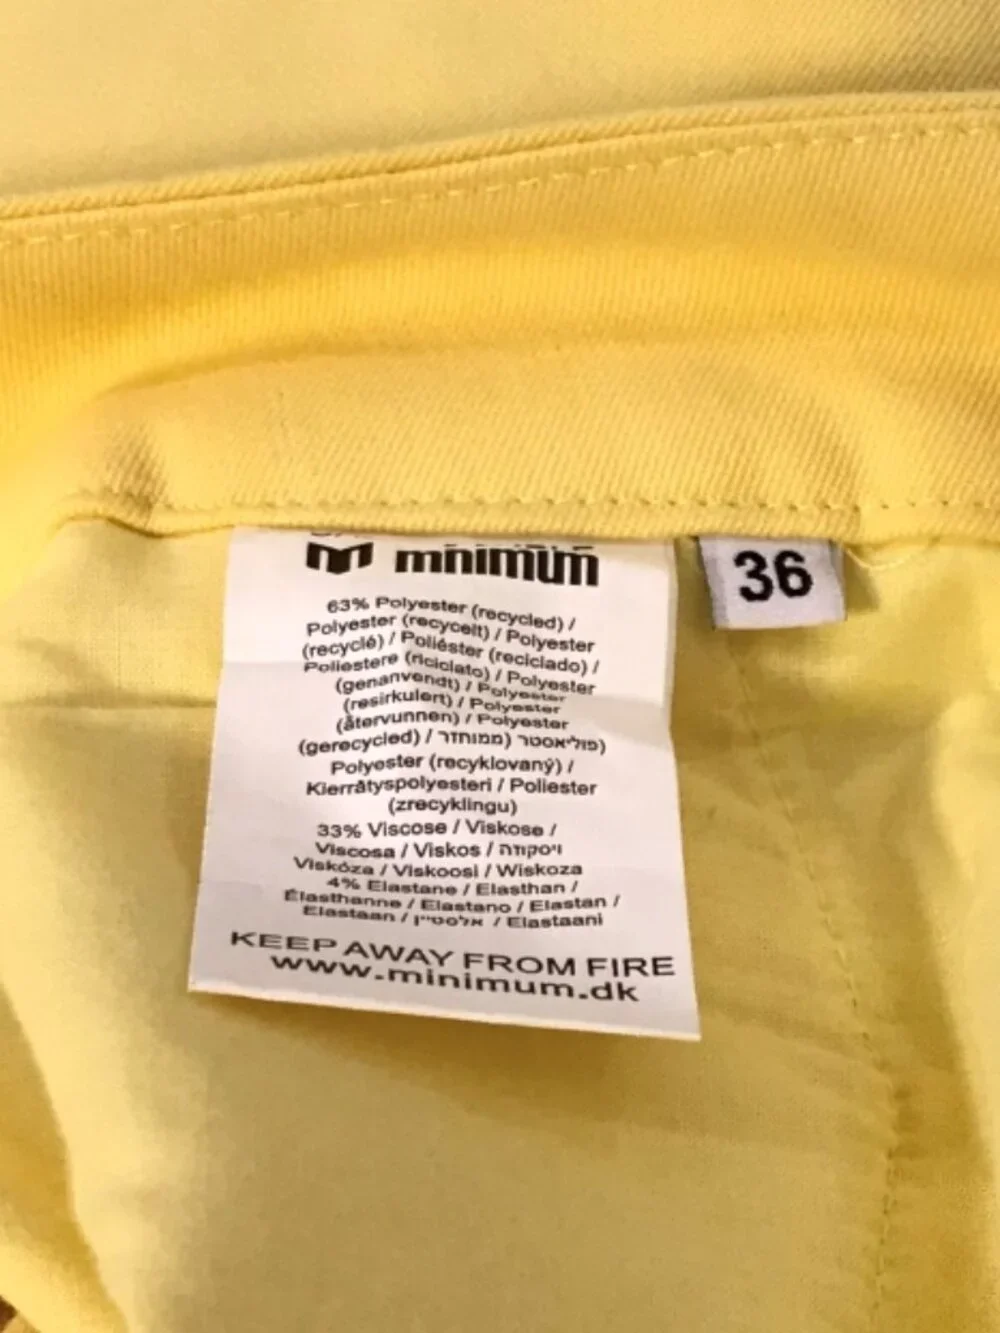 minimum
36
63% Polyester (recycled) /
Polyester (recycelt) / Polyester
(recyclé) / Poliéster (reciclado) /
Poliestere (riciclato) / Polyester
(genanvendt) / Polyester
(resirkulert) / Polyester
(återvunnen) / Polyester
(gerecycled) / פוליאסטר (ממוחזר)
Polyester (recyklovaný) /
Kierrätyspolyesteri / Poliester
(zrecyklingu)
33% Viscose / Viskose /
Viscosa / Viskos / ויסקוזה
Viskóza / Viskoosi / Wiskoza
4% Elastane / Elasthan /
Élasthanne / Elastano / Elastan /
Elastaan / אלסטיין / Elastaani
KEEP AWAY FROM FIRE
www.minimum.dk